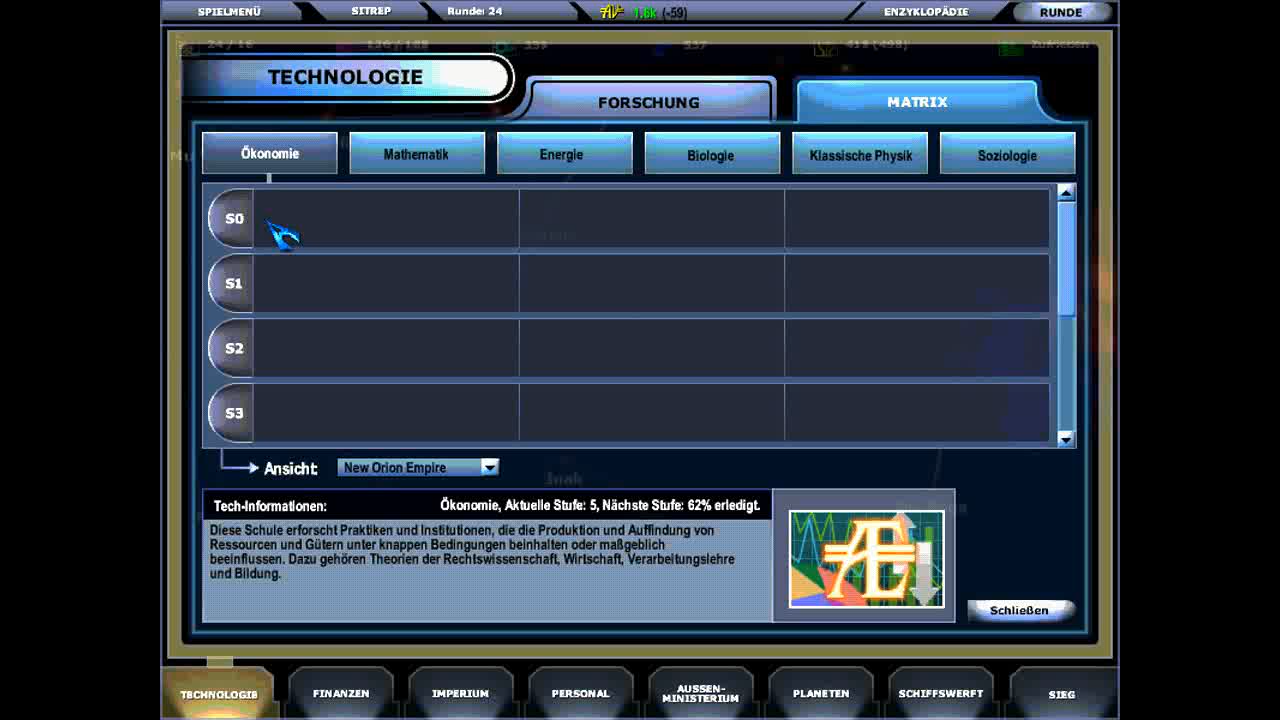 SPIELMENÜ SITREP Runde: 24 1.6k (-59) ENZYKLOPÄDIE RUNDE
TECHNOLOGIE
FORSCHUNG MATRIX
Ökonomie Mathematik Energie Biologie Klassische Physik Soziologie
S0
S1
S2
S3
Ansicht: New Orion Empire
Tech-Informationen: Ökonomie, Aktuelle Stufe: 5, Nächste Stufe: 62% erledigt.
Diese Schule erforscht Praktiken und Institutionen, die die Produktion und Auffindung von
Ressourcen und Gütern unter knappen Bedingungen beinhalten oder maßgeblich
beeinflussen. Dazu gehören Theorien der Rechtswissenschaft, Wirtschaft, Verarbeitungslehre
und Bildung.
Schließen
TECHNOLOGIE FINANZEN IMPERIUM PERSONAL AUSSEN-
MINISTERIUM PLANETEN SCHIFFSWERFT SIEG